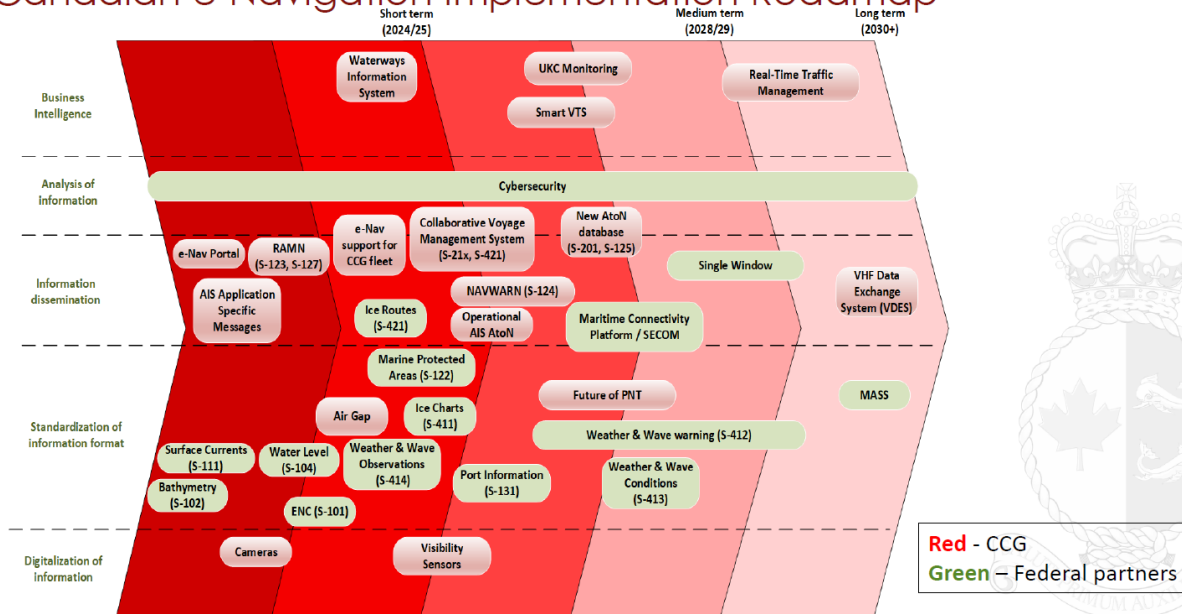 Canadian e-Navigation Implementation Roadmap
Short term
(2024/25)
Medium term
(2028/29)
Long term
(2030+)
Business
Intelligence
Waterways
Information
System
UKC Monitoring
Smart VTS
Real-Time Traffic
Management
Analysis of
information
Cybersecurity
Information
dissemination
e-Nav Portal
RAMN
(S-123, S-127)
e-Nav
support for
CCG fleet
Collaborative Voyage
Management System
(S-21x, S-421)
New AtoN
database
(S-201, S-125)
Single Window
AIS Application
Specific
Messages
Ice Routes
(S-421)
NAVWARN (S-124)
Operational
AIS AtoN
Maritime Connectivity
Platform / SECOM
VHF Data
Exchange
System (VDES)
Standardization of
information format
Marine Protected
Areas (S-122)
Air Gap
Ice Charts
(S-411)
Future of PNT
MASS
Weather & Wave warning (S-412)
Surface Currents
(S-111)
Water Level
(S-104)
Weather & Wave
Observations
(S-414)
Port Information
(S-131)
Weather & Wave
Conditions
(S-413)
Bathymetry
(S-102)
ENC (S-101)
Digitalization of
information
Cameras
Visibility
Sensors
Red - CCG
Green – Federal partners